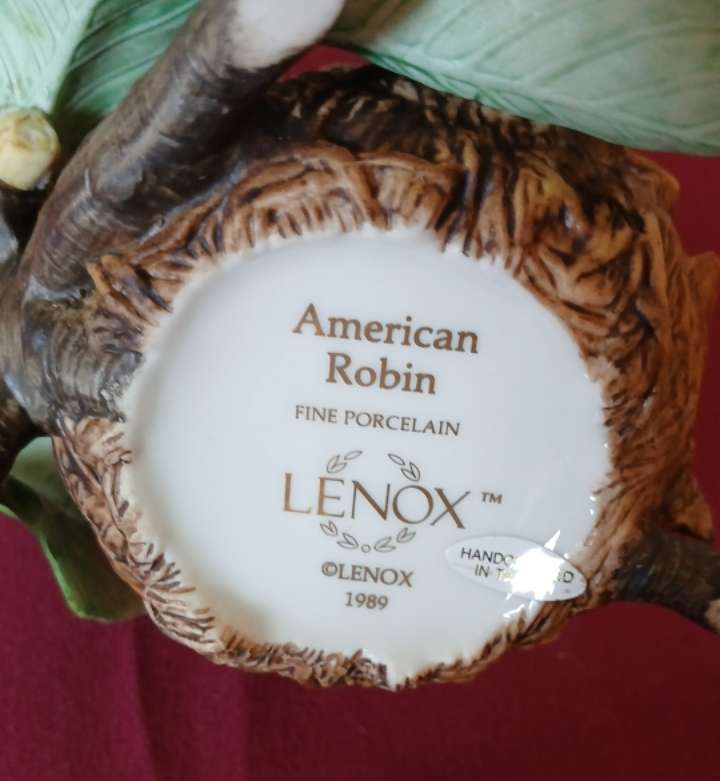 American
Robin
FINE PORCELAIN
LENOX ™
©LENOX
1989
IN